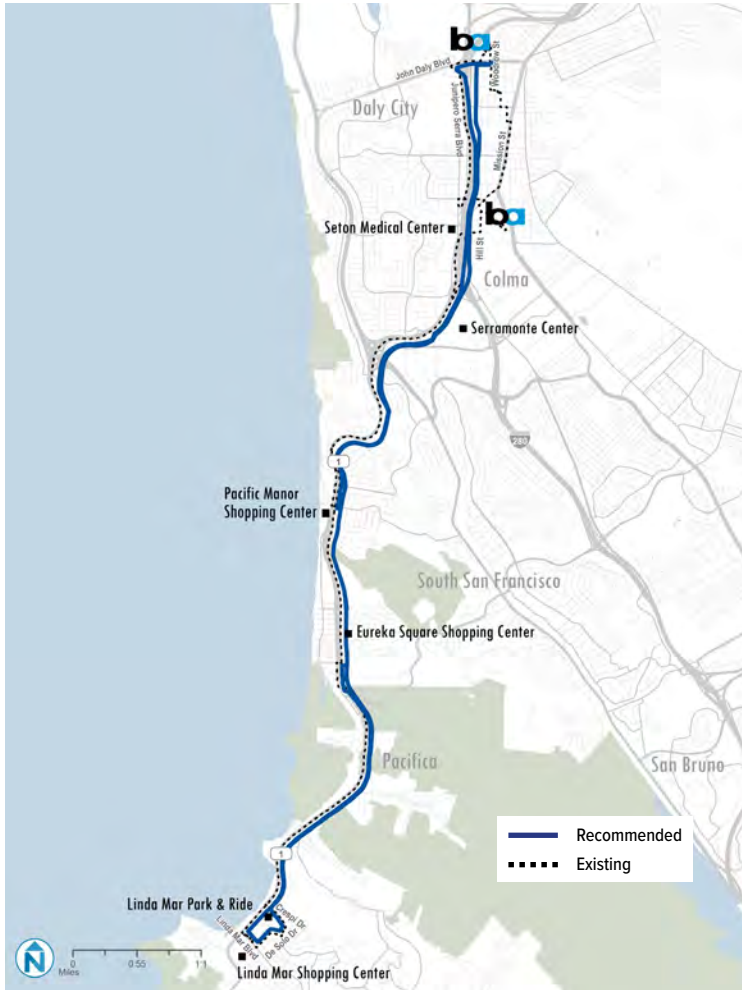 ba
John Daly Blvd
Woodrow St
Daly City
Junipero Serra Blvd
Mission St
ba
Seton Medical Center
Hill St
Colma
Serramonte Center
280
1
Pacific Manor
Shopping Center
South San Francisco
Eureka Square Shopping Center
Pacifica
San Bruno
Recommended
Existing
1
Linda Mar Park & Ride
Crespi Dr
De Solo Dr
Linda Mar Blvd
Linda Mar Shopping Center
N
0 0.55 1.1
Miles